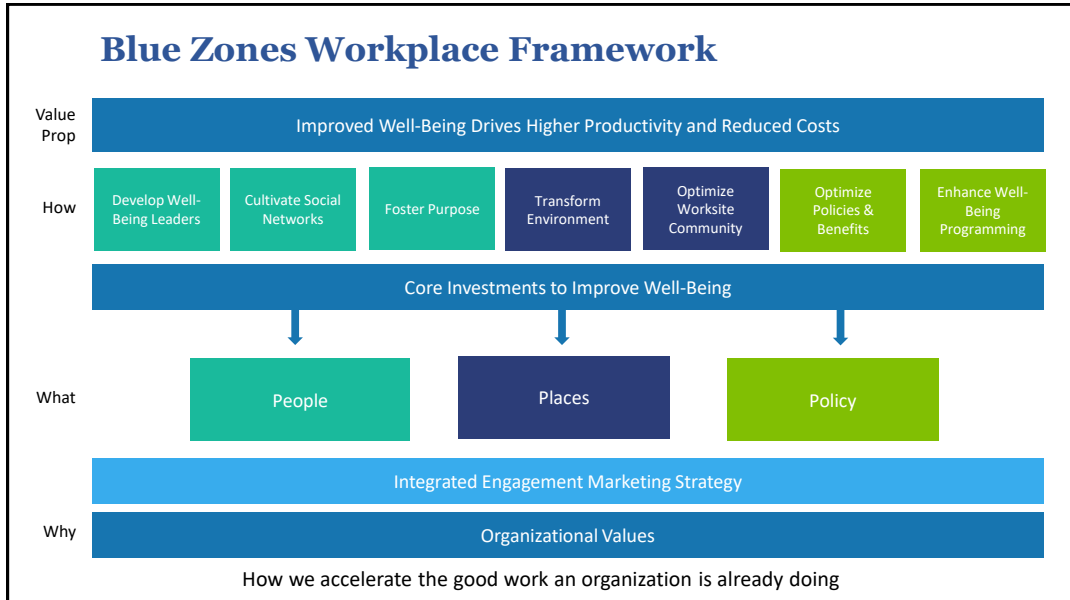 Blue Zones Workplace Framework
Value
Prop
Improved Well-Being Drives Higher Productivity and Reduced Costs
How
Develop Well-
Being Leaders
Cultivate Social
Networks
Foster Purpose
Transform
Environment
Optimize
Worksite
Community
Optimize
Policies &
Benefits
Enhance Well-
Being
Programming
Core Investments to Improve Well-Being
What
People
Places
Policy
Integrated Engagement Marketing Strategy
Why
Organizational Values
How we accelerate the good work an organization is already doing